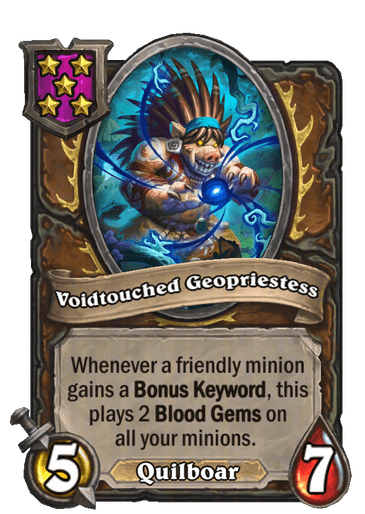 Voidtouched Geopriestess
Whenever a friendly minion
gains a Bonus Keyword, this
plays 2 Blood Gems on
all your minions.
5
Quilboar
7